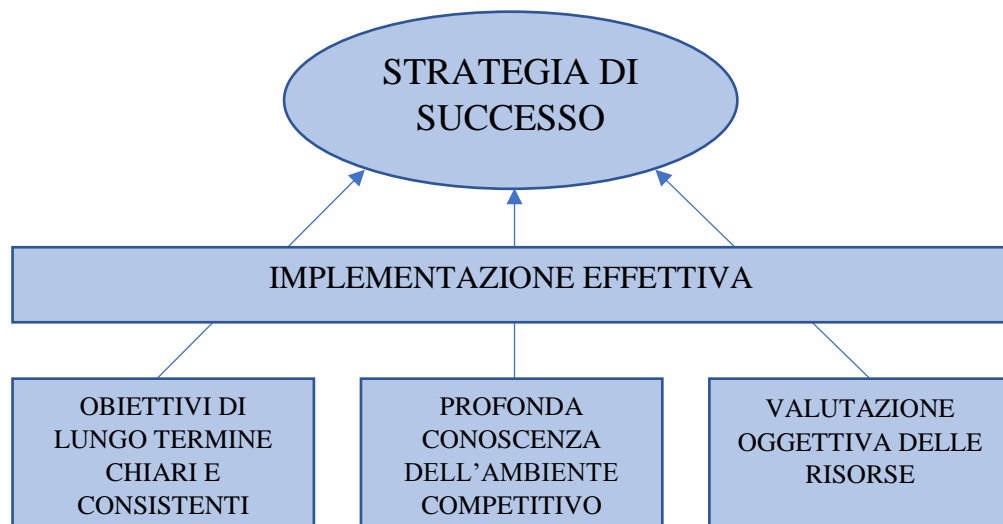 STRATEGIA DI
SUCCESSO
IMPLEMENTAZIONE EFFETTIVA
OBIETTIVI DI
LUNGO TERMINE
CHIARI E
CONSISTENTI
PROFONDA
CONOSCENZA
DELL’AMBIENTE
COMPETITIVO
VALUTAZIONE
OGGETTIVA DELLE
RISORSE